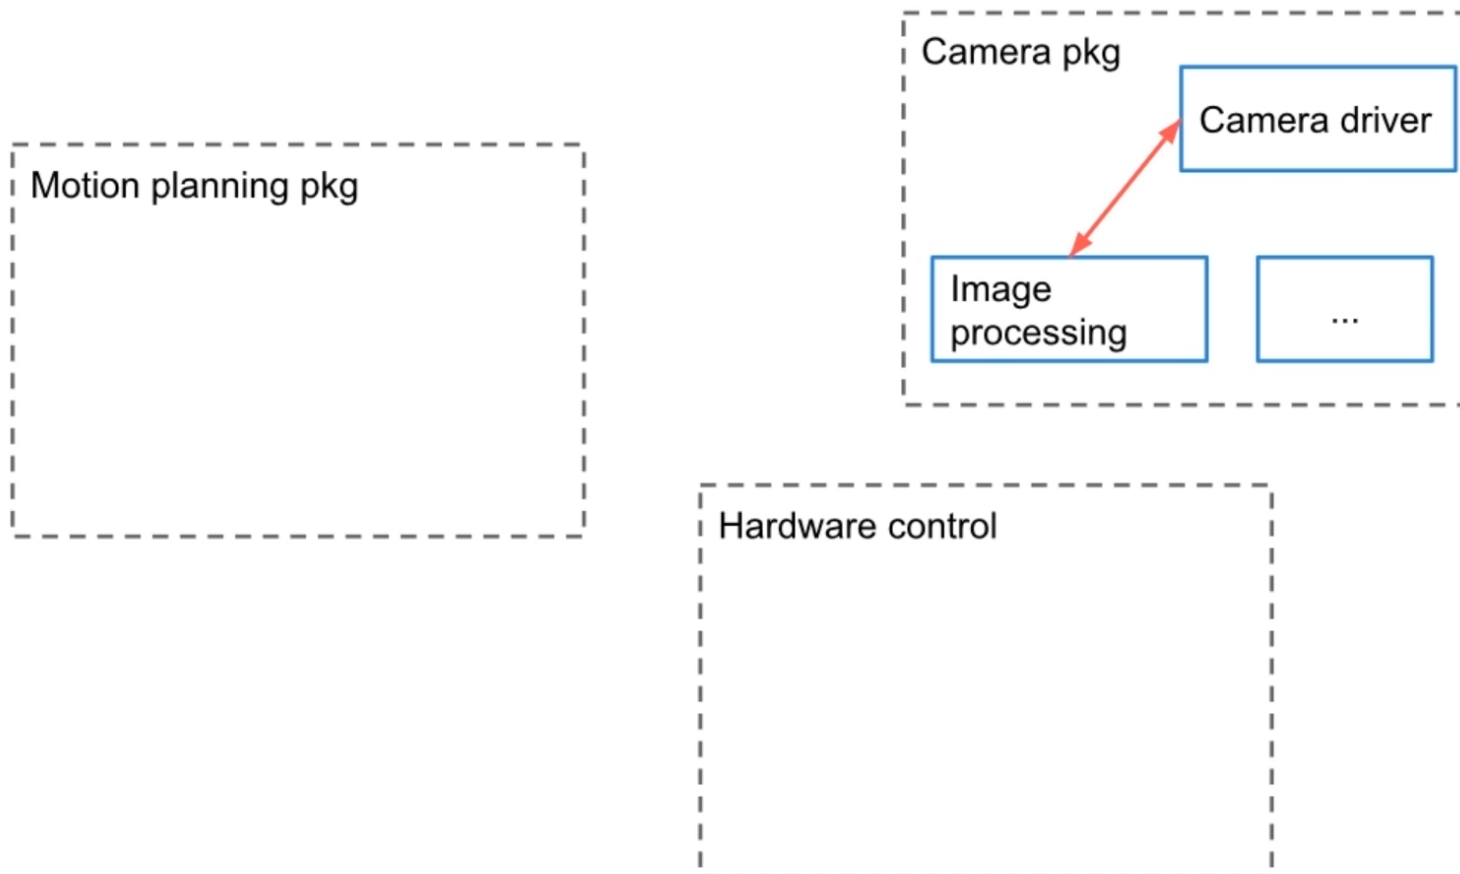 Camera pkg
Camera driver
Motion planning pkg
Image
processing
...
Hardware control